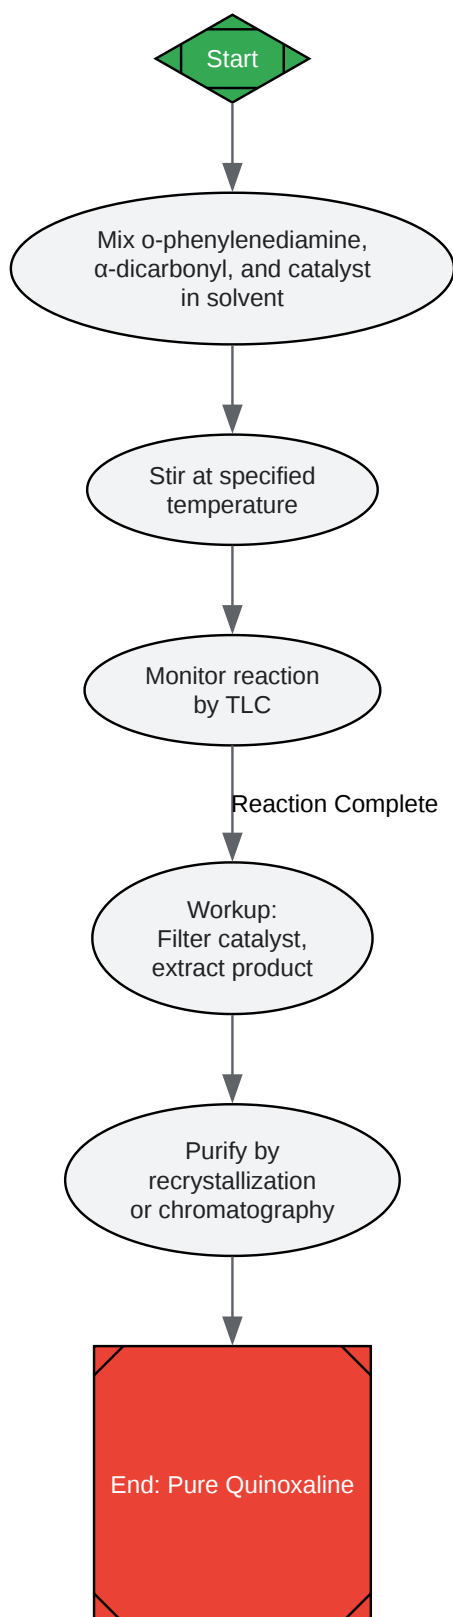 Start
Mix o-phenylenediamine,
α-dicarbonyl, and catalyst
in solvent
Stir at specified
temperature
Monitor reaction
by TLC
Reaction Complete
Workup:
Filter catalyst,
extract product
Purify by
recrystallization
or chromatography
End: Pure Quinoxaline